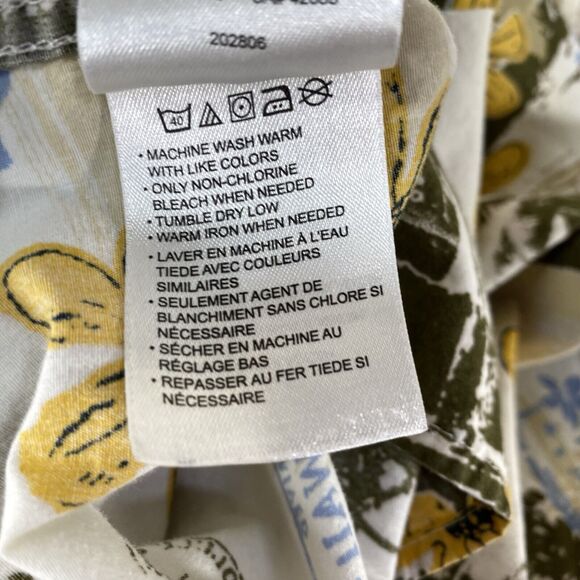 202806
40
• MACHINE WASH WARM
WITH LIKE COLORS
• ONLY NON-CHLORINE
BLEACH WHEN NEEDED
• TUMBLE DRY LOW
• WARM IRON WHEN NEEDED
• LAVER EN MACHINE À L'EAU
TIEDE AVEC COULEURS
SIMILAIRES
• SEULEMENT AGENT DE
BLANCHIMENT SANS CHLORE SI
NÉCESSAIRE
• SÉCHER EN MACHINE AU
RÉGLAGE BAS
• REPASSER AU FER TIEDE SI
NÉCESSAIRE